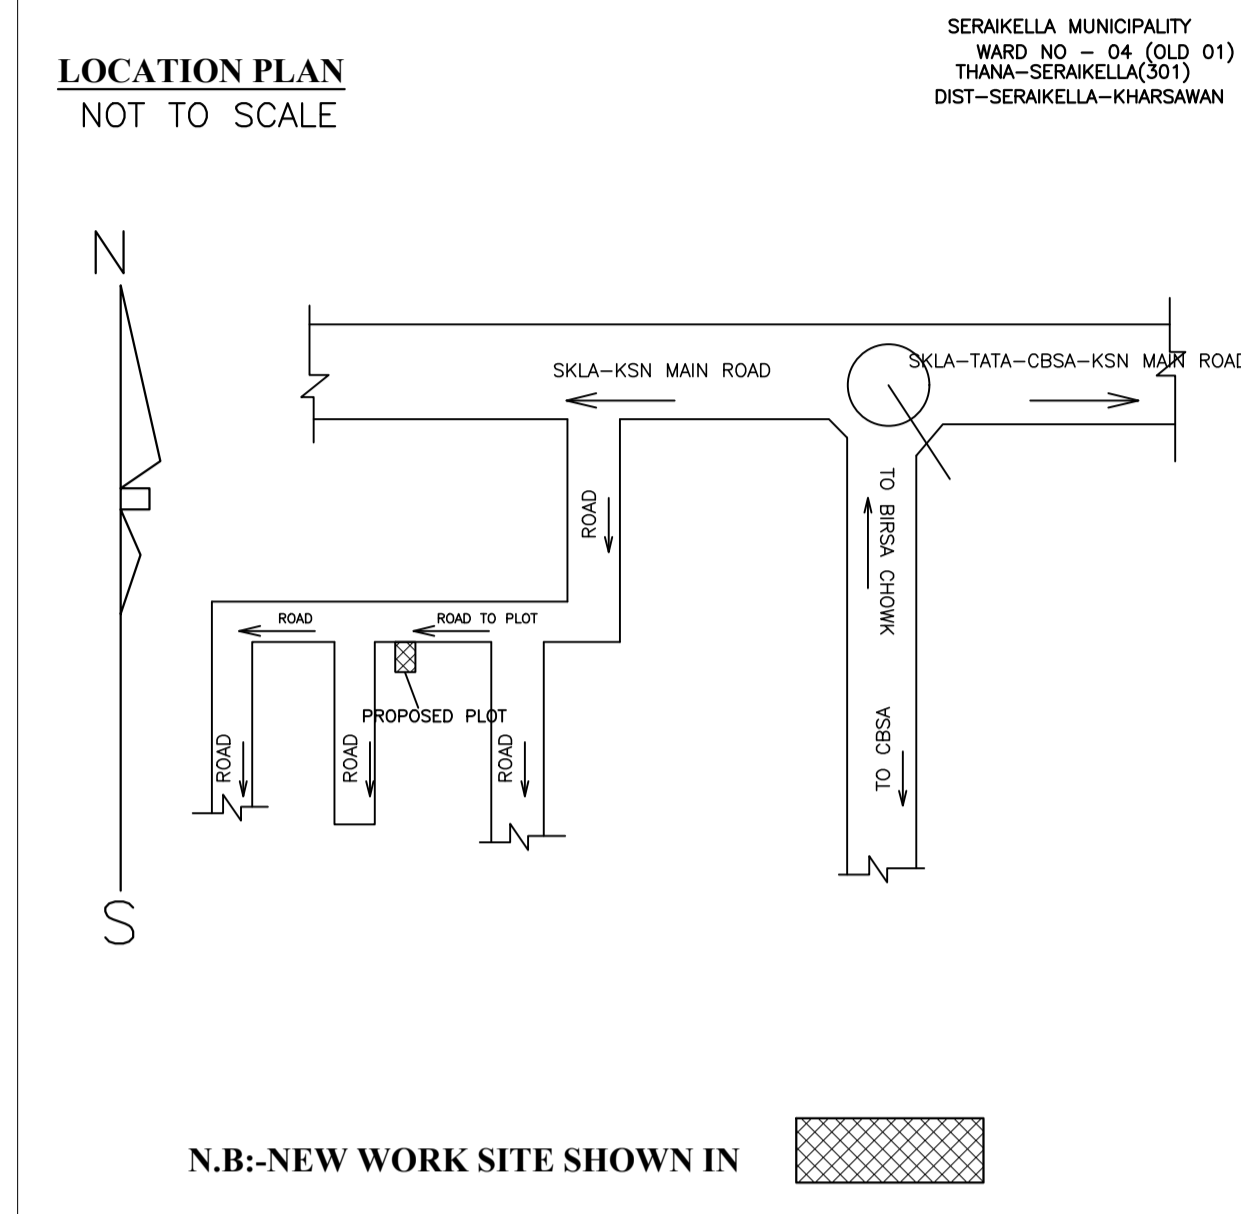 SERAIKELLA MUNICIPALITY
WARD NO - 04 (OLD 01)
THANA-SERAIKELLA(301)
DIST-SERAIKELLA-KHARSAWAN
LOCATION PLAN
NOT TO SCALE
N
SKLA-KSN MAIN ROAD
SKLA-TATA-CBSA-KSN MAIN ROAD
ROAD
TO BIRSA CHOWK
ROAD
ROAD TO PLOT
PROPOSED PLOT
ROAD
ROAD
ROAD
TO CBSA
S
N.B:-NEW WORK SITE SHOWN IN